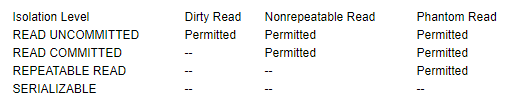 Isolation Level Dirty Read Nonrepeatable Read Phantom Read
READ UNCOMMITTED Permitted Permitted Permitted
READ COMMITTED -- Permitted Permitted
REPEATABLE READ -- -- Permitted
SERIALIZABLE -- -- --